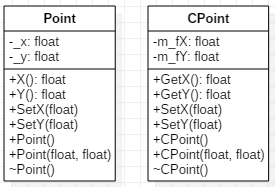 Point
-_x: float
-_y: float
+X(): float
+Y(): float
+SetX(float)
+SetY(float)
+Point()
+Point(float, float)
~Point()
CPoint
-m_fX: float
-m_fY: float
+GetX(): float
+GetY(): float
+SetX(float)
+SetY(float)
+CPoint()
+CPoint(float, float)
~CPoint()